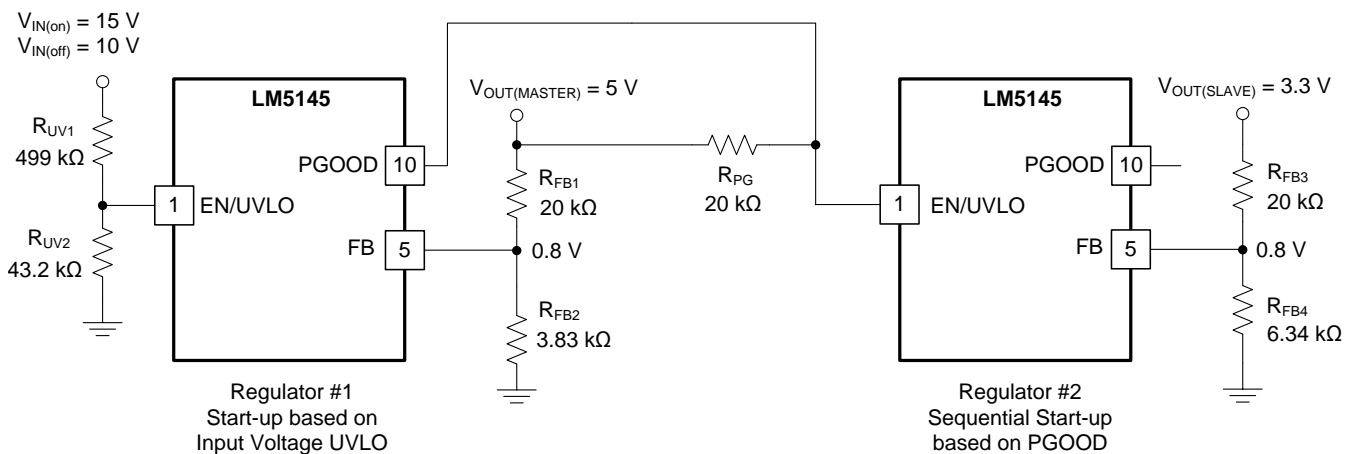 V_IN(on) = 15 V
V_IN(off) = 10 V
R_UV1
499 kΩ
R_UV2
43.2 kΩ
LM5145
PGOOD
10
1
EN/UVLO
FB
5
Regulator #1
Start-up based on
Input Voltage UVLO
V_OUT(MASTER) = 5 V
R_FB1
20 kΩ
0.8 V
R_FB2
3.83 kΩ
R_PG
20 kΩ
LM5145
PGOOD
10
1
EN/UVLO
FB
5
Regulator #2
Sequential Start-up
based on PGOOD
V_OUT(SLAVE) = 3.3 V
R_FB3
20 kΩ
0.8 V
R_FB4
6.34 kΩ